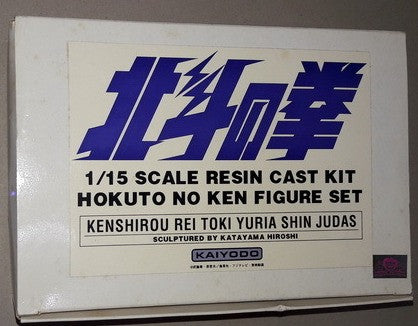 北斗の拳
1/15 SCALE RESIN CAST KIT
HOKUTO NO KEN FIGURE SET
KENSHIROU REI TOKI YURIA SHIN JUDAS
SCULPTURED BY KATAYAMA HIROSHI
KAIYODO